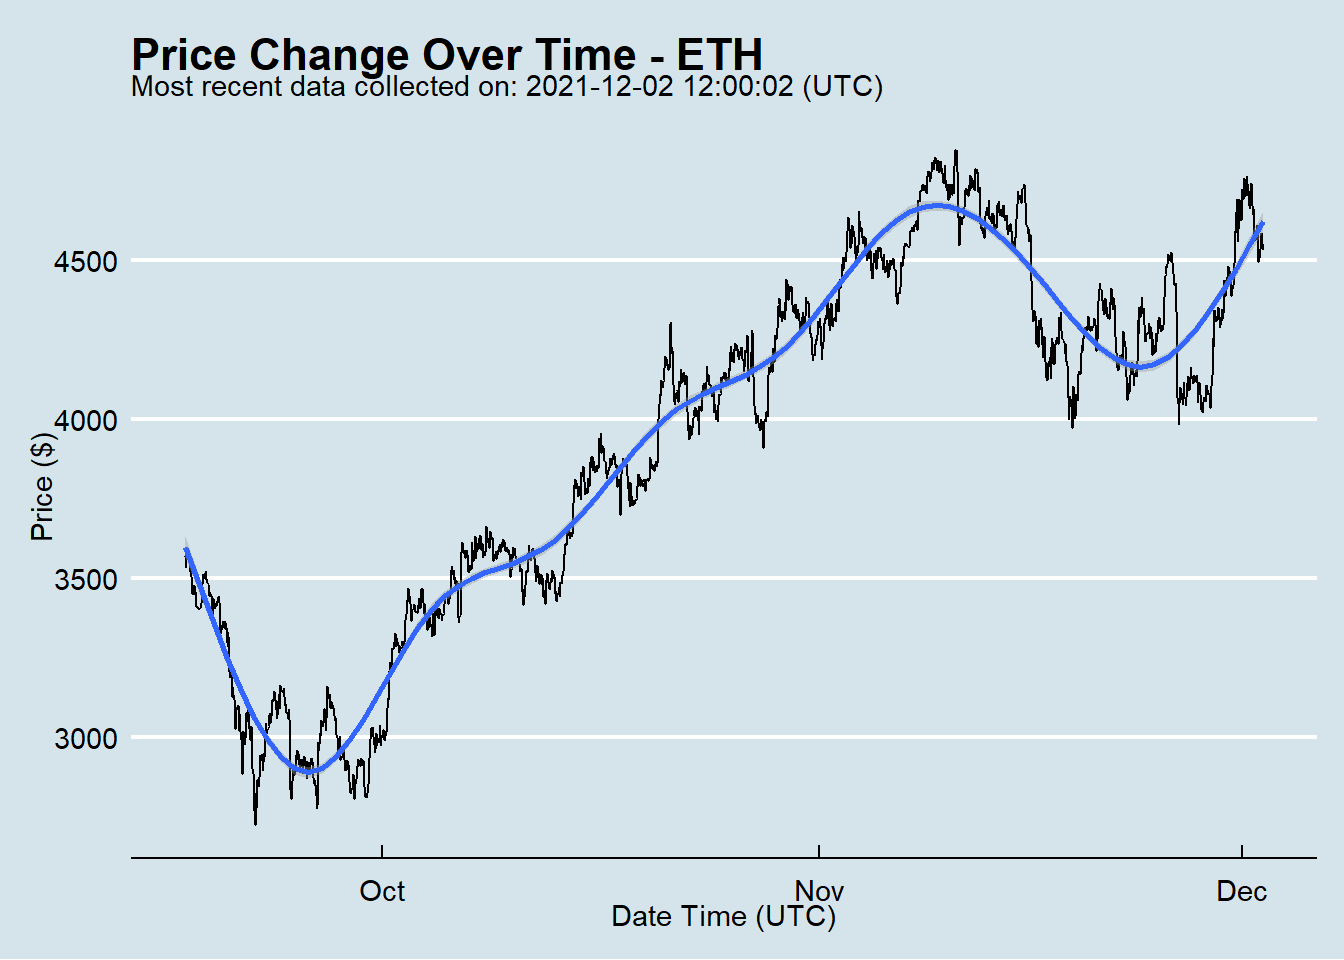 Price Change Over Time - ETH
Most recent data collected on: 2021-12-02 12:00:02 (UTC)
Price ($)
4500
4000
3500
3000
Oct
Nov
Dec
Date Time (UTC)